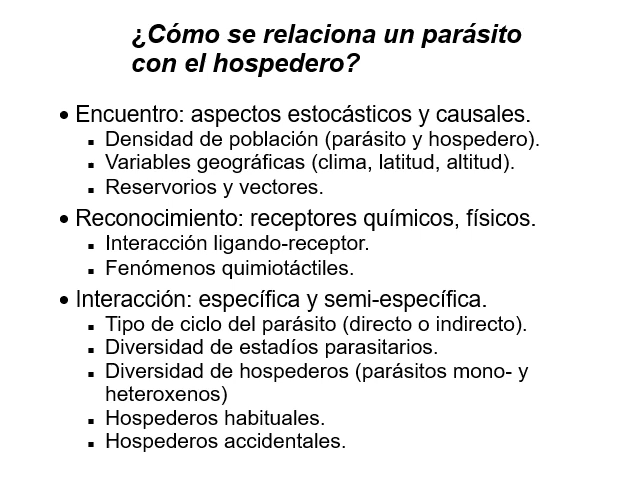 ¿Cómo se relaciona un parásito
con el hospedero?
• Encuentro: aspectos estocásticos y causales.
▪ Densidad de población (parásito y hospedero).
▪ Variables geográficas (clima, latitud, altitud).
▪ Reservorios y vectores.
• Reconocimiento: receptores químicos, físicos.
▪ Interacción ligando-receptor.
▪ Fenómenos quimiotáctiles.
• Interacción: específica y semi-específica.
▪ Tipo de ciclo del parásito (directo o indirecto).
▪ Diversidad de estadíos parasitarios.
▪ Diversidad de hospederos (parásitos mono- y
heteroxenos)
▪ Hospederos habituales.
▪ Hospederos accidentales.